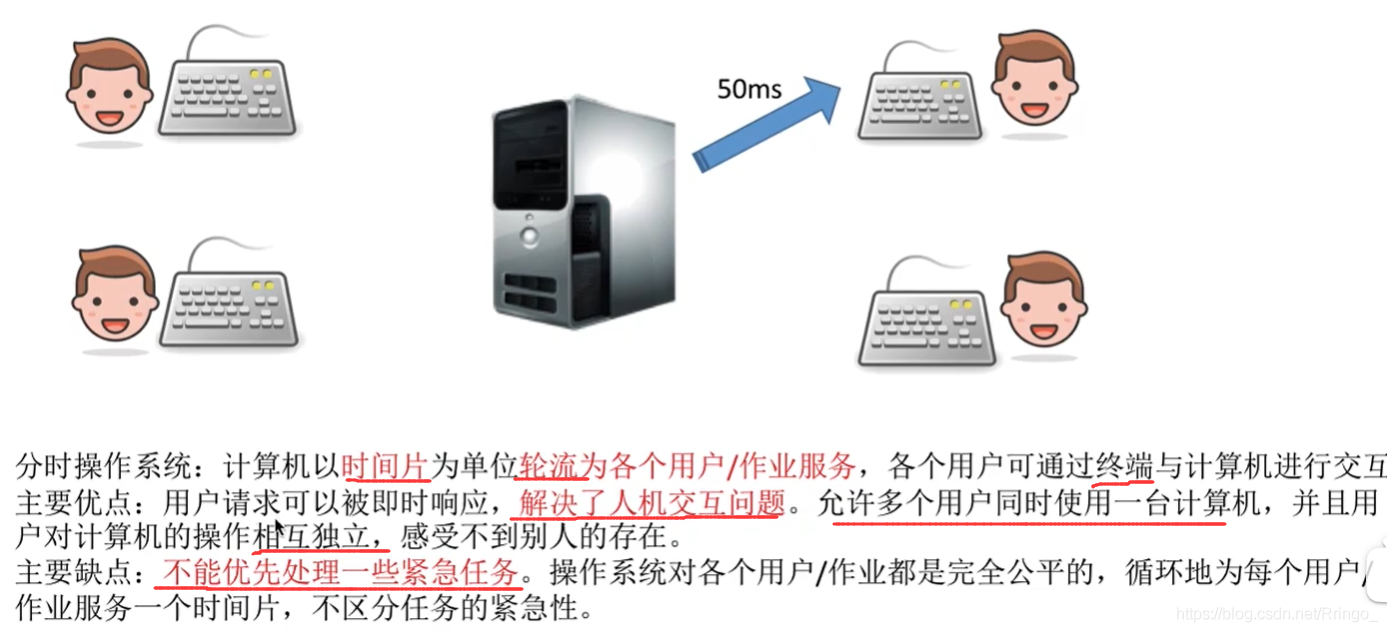 50ms
分时操作系统：计算机以时间片为单位轮流为各个用户/作业服务，各个用户可通过终端与计算机进行交互
主要优点：用户请求可以被即时响应，解决了人机交互问题。允许多个用户同时使用一台计算机，并且用
户对计算机的操作相互独立，感受不到别人的存在。
主要缺点：不能优先处理一些紧急任务。操作系统对各个用户/作业都是完全公平的，循环地为每个用户/
作业服务一个时间片，不区分任务的紧急性。
https://blog.csdn.net/Rringo_